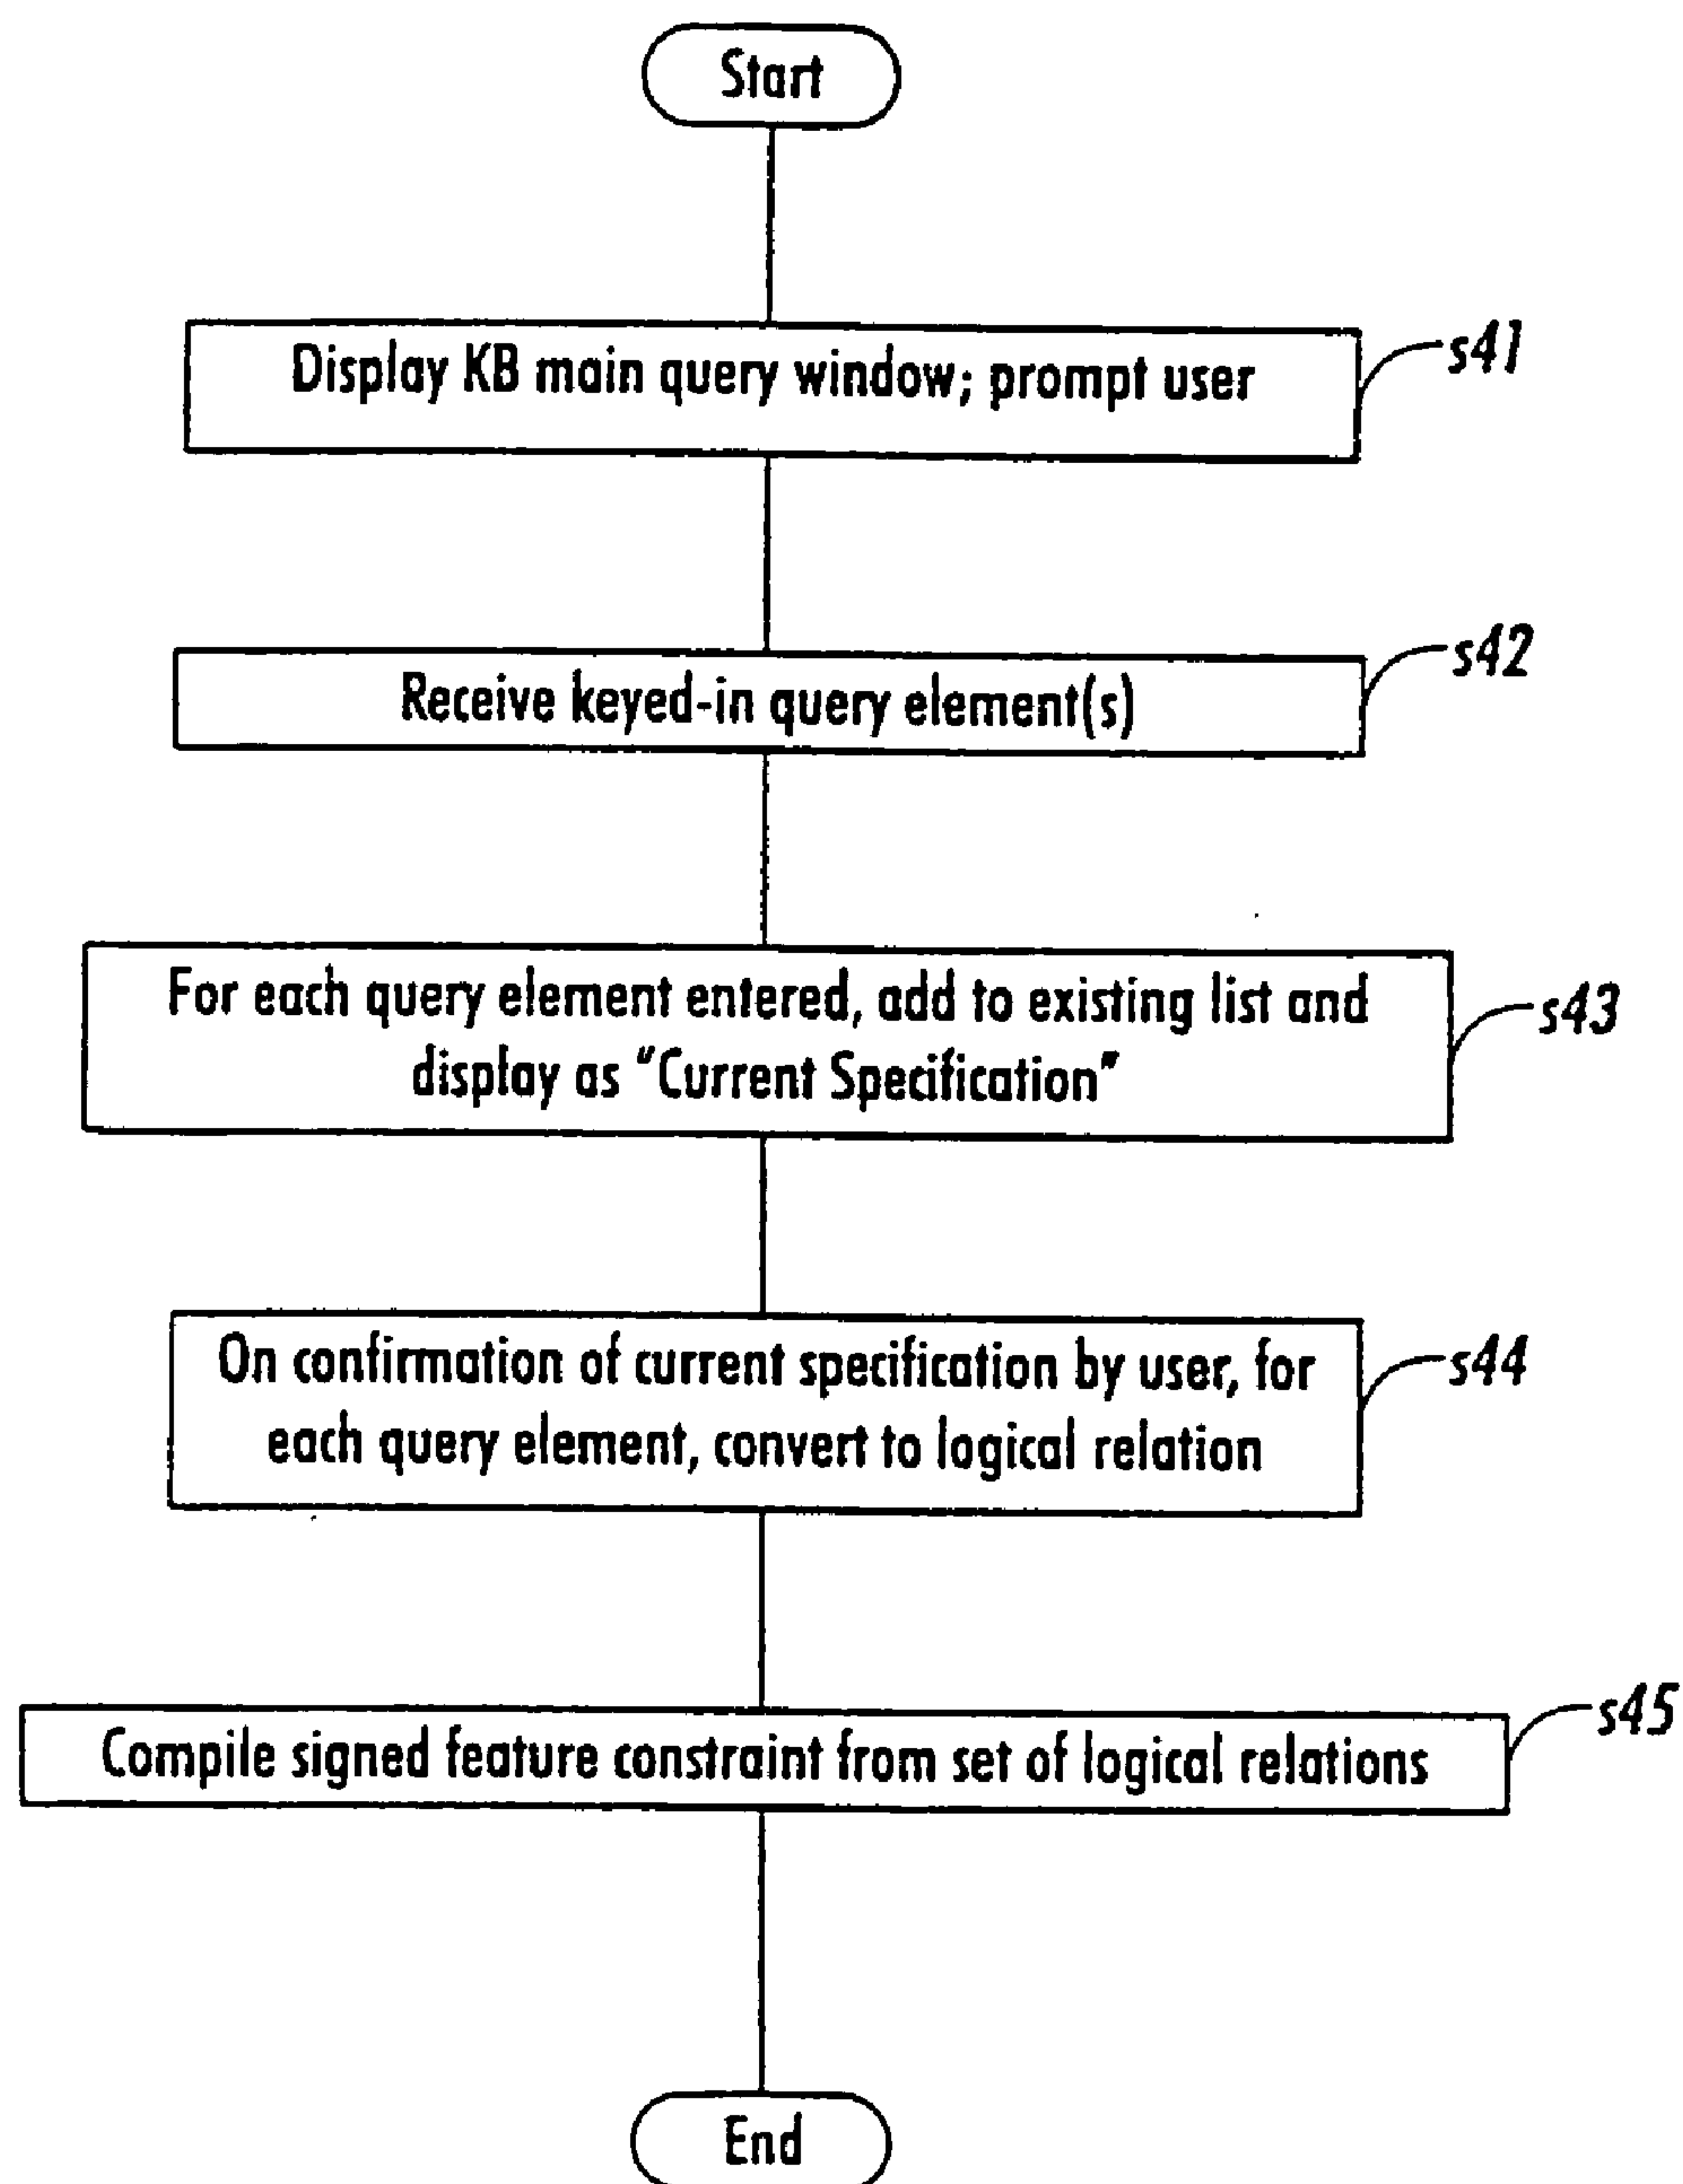 Start
Display KB main query window; prompt user
s41
Receive keyed-in query element(s)
s42
For each query element entered, add to existing list and
display as "Current Specification"
s43
On confirmation of current specification by user, for
each query element, convert to logical relation
s44
Compile signed feature constraint from set of logical relations
s45
End